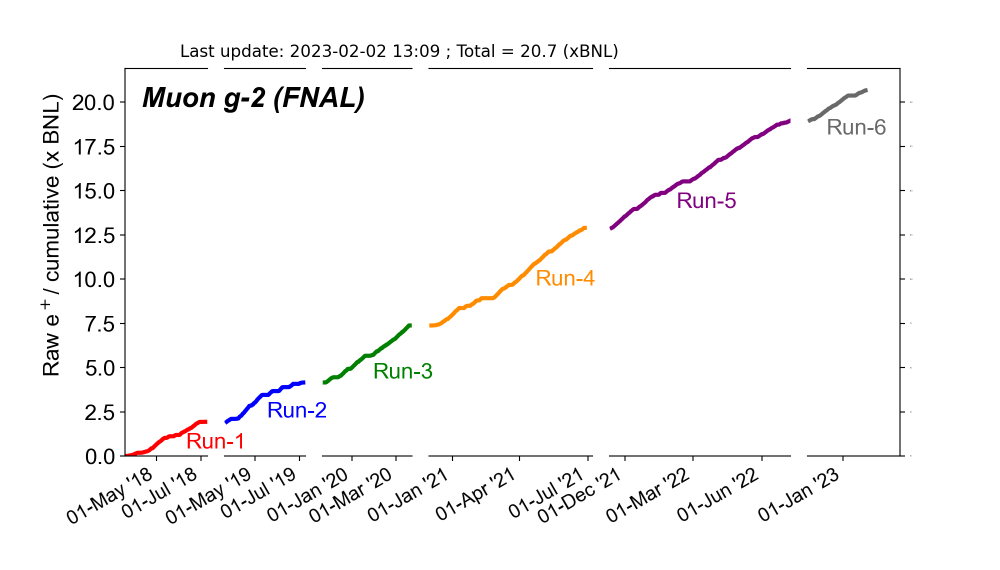 Last update: 2023-02-02 13:09 ; Total = 20.7 (xBNL)
Muon g-2 (FNAL)
Raw e+ / cumulative (x BNL)
20.0
17.5
15.0
12.5
10.0
7.5
5.0
2.5
0.0
Run-6
Run-5
Run-4
Run-3
Run-2
Run-1
01-May '18
01-Jul '18
01-May '19
01-Jul '19
01-Jan '20
01-Mar '20
01-Jan '21
01-Apr '21
01-Jul '21
01-Dec '21
01-Mar '22
01-Jun '22
01-Jan '23